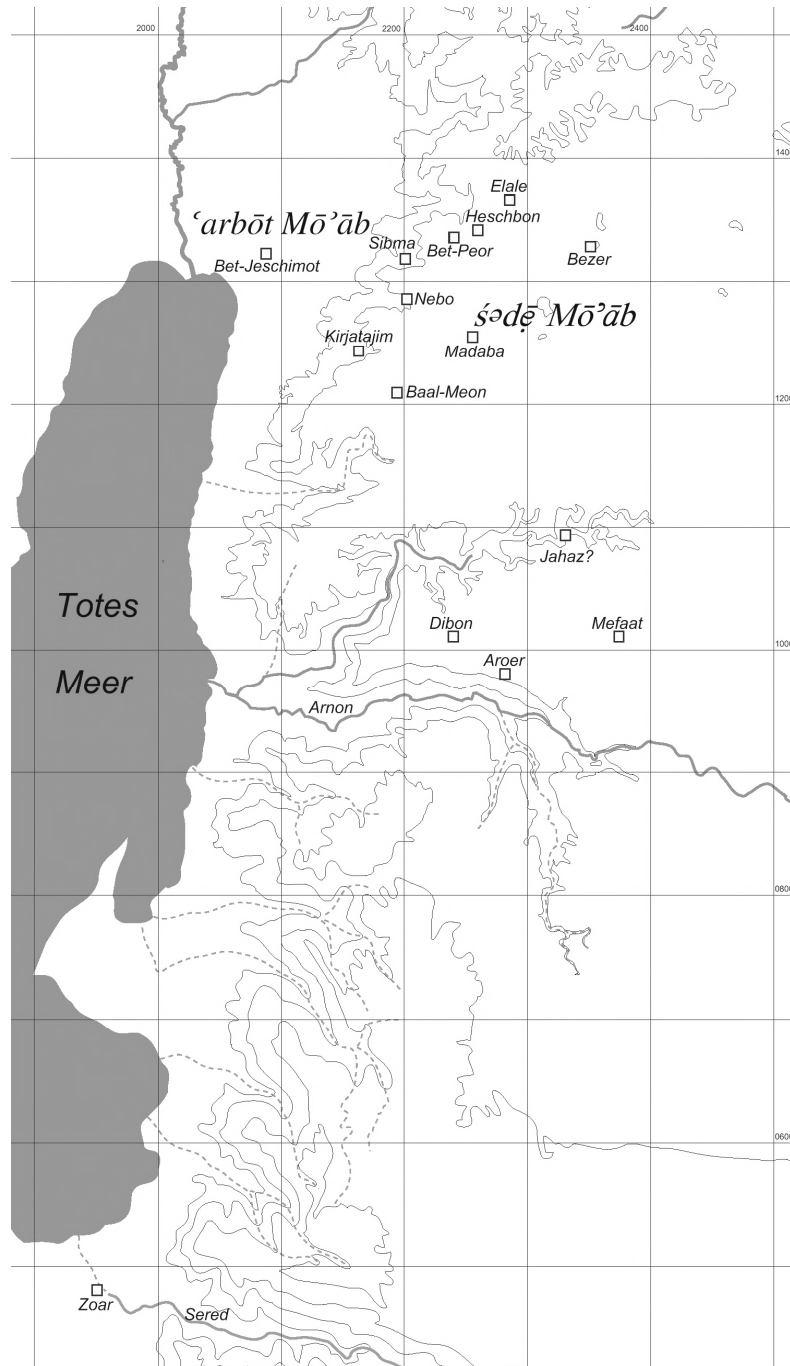 2000
2200
2400
1400
Elale
Heschbon
ʿarbōt Mōʾāb
Sibma
Bet-Peor
Bezer
Bet-Jeschimot
Nebo
śədẹ̄ Mōʾāb
Kirjatajim
Madaba
Baal-Meon
1200
Jahaz?
Totes
Meer
Dibon
Mefaat
1000
Aroer
Arnon
0800
0600
Zoar
Sered